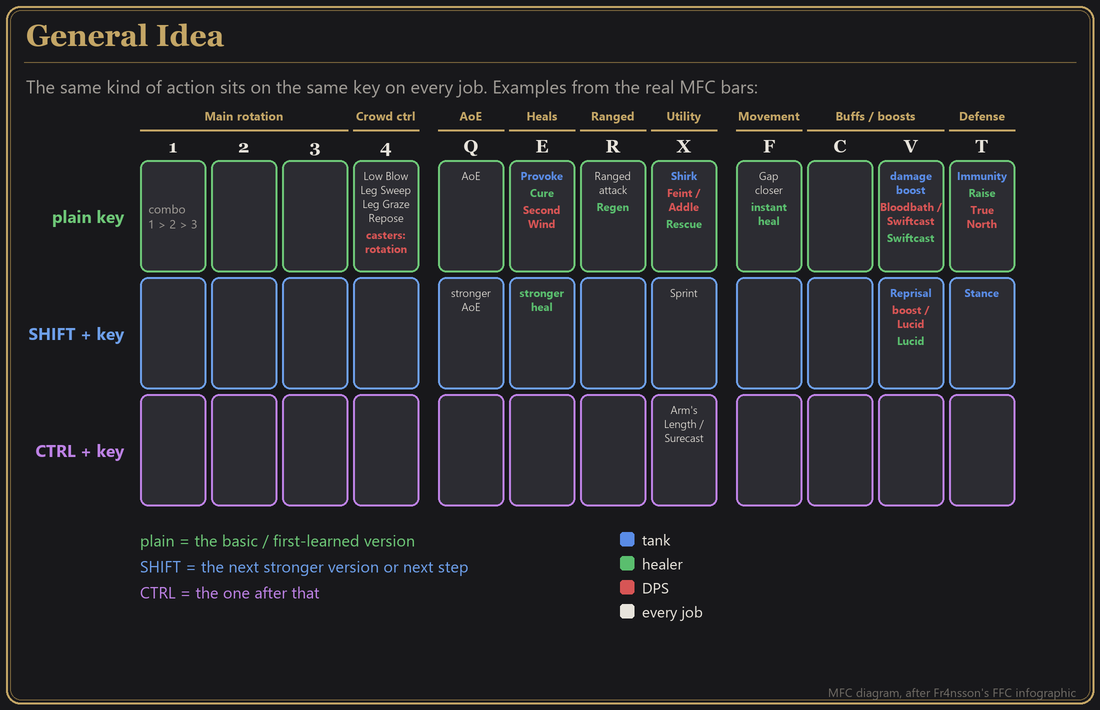 General Idea
The same kind of action sits on the same key on every job. Examples from the real MFC bars:
Main rotation
Crowd ctrl
AoE
Heals
Ranged
Utility
Movement
Buffs / boosts
Defense
1
2
3
4
Q
E
R
X
F
C
V
T
plain key
combo
1 > 2 > 3
Low Blow
Leg Sweep
Leg Graze
Repose
casters:
rotation
AoE
Provoke
Cure
Second
Wind
Ranged
attack
Regen
Shirk
Feint /
Addle
Rescue
Gap
closer
instant
heal
damage
boost
Bloodbath /
Swiftcast
Swiftcast
Immunity
Raise
True
North
SHIFT + key
stronger
AoE
stronger
heal
Sprint
Reprisal
boost /
Lucid
Lucid
Stance
CTRL + key
Arm's
Length /
Surecast
plain = the basic / first-learned version
SHIFT = the next stronger version or next step
CTRL = the one after that
tank
healer
DPS
every job
MFC diagram, after Fr4nsson's FFC infographic